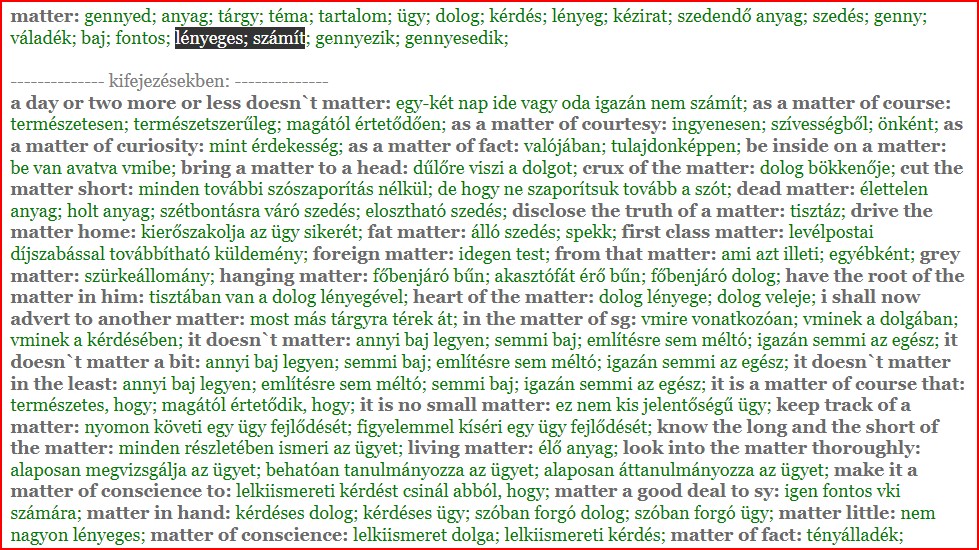 matter: gennyed; anyag; tárgy; téma; tartalom; ügy; dolog; kérdés; lényeg; kézirat; szedendő anyag; szedés; genny;
váladék; baj; fontos; lényeges; számít; gennyezik; gennyesedik;
-------------- kifejezésekben: --------------
a day or two more or less doesn`t matter: egy-két nap ide vagy oda igazán nem számít; as a matter of course:
természetesen; természetszerűleg; magától értetődően; as a matter of courtesy: ingyenesen; szívességből; önként; as
a matter of curiosity: mint érdekesség; as a matter of fact: valójában; tulajdonképpen; be inside on a matter:
be van avatva vmibe; bring a matter to a head: dűlőre viszi a dolgot; crux of the matter: dolog bökkenője; cut the
matter short: minden további szószaporítás nélkül; de hogy ne szaporítsuk tovább a szót; dead matter: élettelen
anyag; holt anyag; szétbontásra váró szedés; elosztható szedés; disclose the truth of a matter: tisztáz; drive the
matter home: kierőszakolja az ügy sikerét; fat matter: álló szedés; spekk; first class matter: levélpostai
díjszabással továbbítható küldemény; foreign matter: idegen test; from that matter: ami azt illeti; egyébként; grey
matter: szürkeállomány; hanging matter: főbenjáró bűn; akasztófát érő bűn; főbenjáró dolog; have the root of the
matter in him: tisztában van a dolog lényegével; heart of the matter: dolog lényege; dolog veleje; i shall now
advert to another matter: most más tárgyra térek át; in the matter of sg: vmire vonatkozóan; vminek a dolgában;
vminek a kérdésében; it doesn`t matter: annyi baj legyen; semmi baj; említésre sem méltó; igazán semmi az egész; it
doesn`t matter a bit: annyi baj legyen; semmi baj; említésre sem méltó; igazán semmi az egész; it doesn`t matter
in the least: annyi baj legyen; említésre sem méltó; semmi baj; igazán semmi az egész; it is a matter of course that:
természetes, hogy; magától értetődik, hogy; it is no small matter: ez nem kis jelentőségű ügy; keep track of a
matter: nyomon követi egy ügy fejlődését; figyelemmel kíséri egy ügy fejlődését; know the long and the short of
the matter: minden részletében ismeri az ügyet; living matter: élő anyag; look into the matter thoroughly:
alaposan megvizsgálja az ügyet; behatóan tanulmányozza az ügyet; alaposan áttanulmányozza az ügyet; make it a
matter of conscience to: lelkiismereti kérdést csinál abból, hogy; matter a good deal to sy: igen fontos vki
számára; matter in hand: kérdéses dolog; kérdéses ügy; szóban forgó dolog; szóban forgó ügy; matter little: nem
nagyon lényeges; matter of conscience: lelkiismeret dolga; lelkiismereti kérdés; matter of fact: tényálladék;